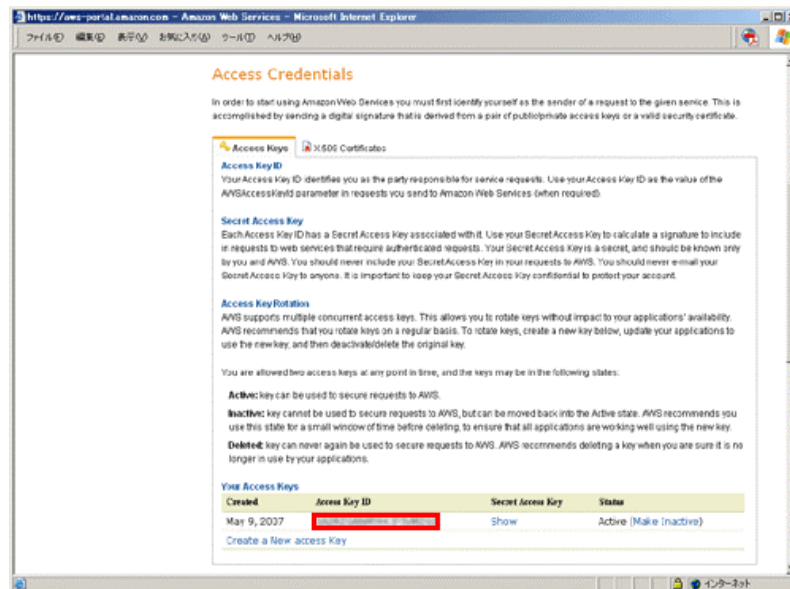 https://aws-portal.amazon.com - Amazon Web Services - Microsoft Internet Explorer
ファイル(F) 編集(E) 表示(V) お気に入り(A) ツール(T) ヘルプ(H)
Access Credentials
In order to start using Amazon Web Services you must first identify yourself as the sender of a request to the given service. This is
accomplished by sending a digital signature that is derived from a pair of public/private access keys or a valid security certificate.
Access Keys X.509 Certificates
Access Key ID
Your Access Key ID identifies you as the party responsible for service requests. Use your Access Key ID as the value of the
AWSAccessKeyId parameter in requests you send to Amazon Web Services (when required).
Secret Access Key
Each Access Key ID has a Secret Access Key associated with it. Use your Secret Access Key to calculate a signature to include
in requests to web services that require authenticated requests. Your Secret Access Key is a secret, and should be known only
by you and AWS. You should never include your Secret Access Key in your requests to AWS. You should never e-mail your
Secret Access Key to anyone. It is important to keep your Secret Access Key confidential to protect your account.
Access Key Rotation
AWS supports multiple concurrent access keys. This allows you to rotate keys without impact to your applications' availability.
AWS recommends that you rotate keys on a regular basis. To rotate keys, create a new key below, update your applications to
use the new key, and then deactivate/delete the original key.
You are allowed two access keys at any point in time, and the keys may be in the following states:
Active: key can be used to secure requests to AWS.
Inactive: key cannot be used to secure requests to AWS, but can be moved back into the Active state. AWS recommends you
use this state for a small window of time before deleting, to ensure that all applications are working well using the new key.
Deleted: key can never again be used to secure requests to AWS. AWS recommends deleting a key when you are sure it is no
longer in use by your applications.
Your Access Keys
Created Access Key ID Secret Access Key Status
May 9, 2007 Show Active (Make Inactive)
Create a New access Key
インターネット